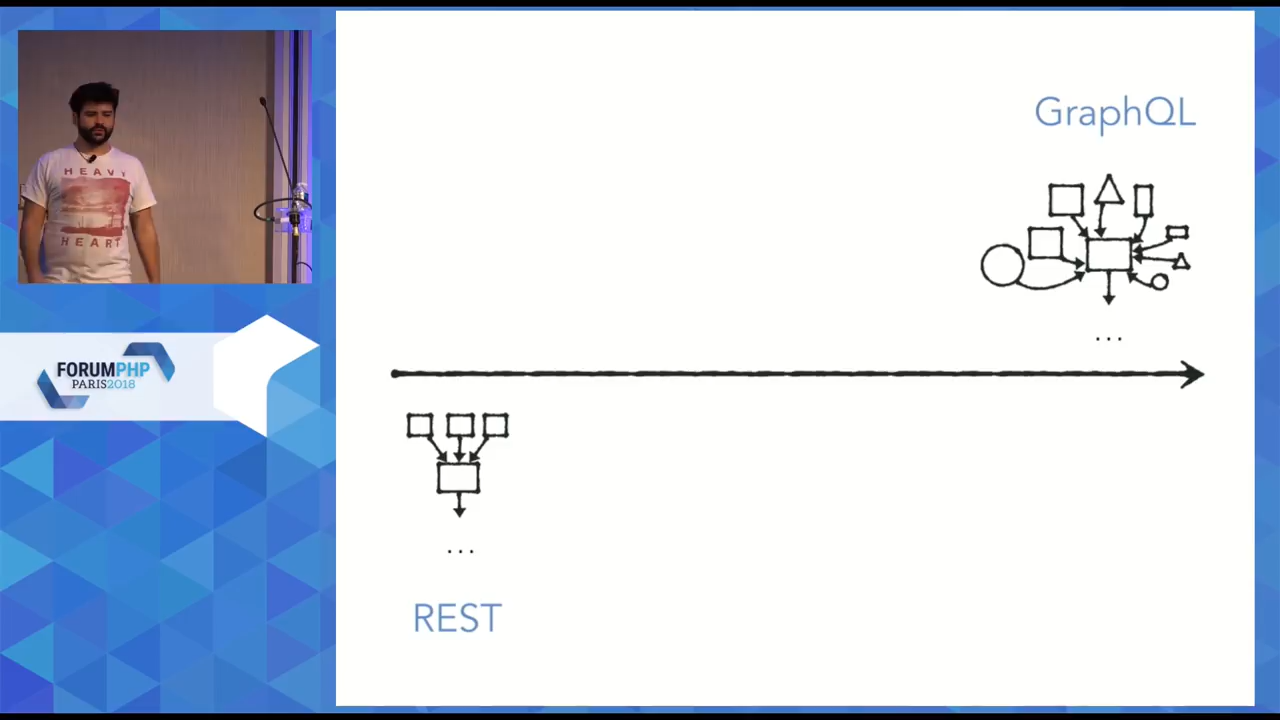 HEAVY
HEART
FORUMPHP
PARIS2018
GraphQL
...
...
REST